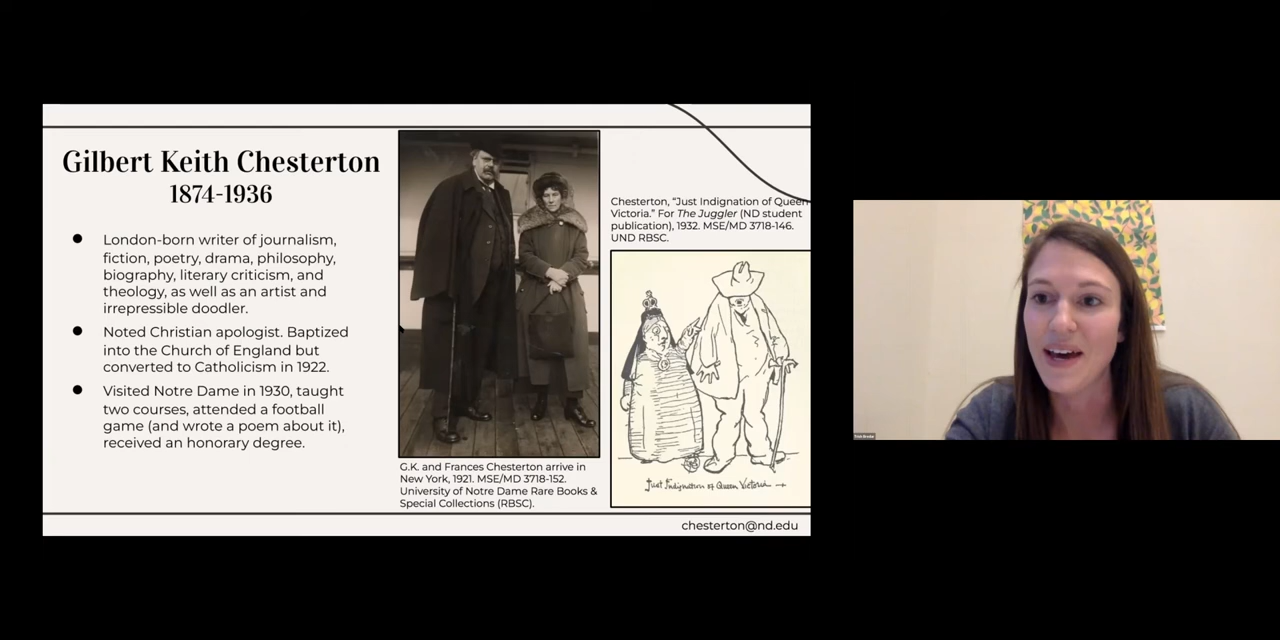 Gilbert Keith Chesterton
1874-1936
London-born writer of journalism,
fiction, poetry, drama, philosophy,
biography, literary criticism, and
theology, as well as an artist and
irrepressible doodler.
Noted Christian apologist. Baptized
into the Church of England but
converted to Catholicism in 1922.
Visited Notre Dame in 1930, taught
two courses, attended a football
game (and wrote a poem about it),
received an honorary degree.
G.K. and Frances Chesterton arrive in
New York, 1921. MSE/MD 3718-152.
University of Notre Dame Rare Books &
Special Collections (RBSC).
Chesterton, “Just Indignation of Queen
Victoria.” For The Juggler (ND student
publication), 1932. MSE/MD 3718-146.
UND RBSC.
Just Indignation of Queen Victoria →
chesterton@nd.edu